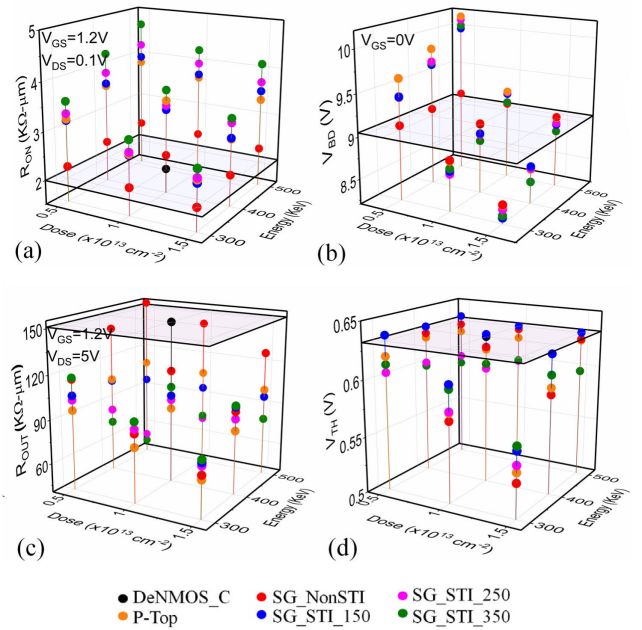 (a)
V_GS=1.2V
V_DS=0.1V
R_ON (KΩ-μm)
5
4
3
2
0.5
1
1.5
Dose (x10^13 cm^-2)
300
400
500
Energy (Kev)
(b)
V_GS=0V
V_BD (V)
10
9.5
9
8.5
0.5
1
1.5
Dose (x10^13 cm^-2)
300
400
500
Energy (KeV)
(c)
V_GS=1.2V
V_DS=5V
R_OUT (KΩ-μm)
150
120
90
60
0.5
1
1.5
Dose (x10^13 cm^-2)
300
400
500
Energy (Kev)
(d)
V_TH (V)
0.65
0.6
0.55
0.5
0.5
1
1.5
Dose (x10^13 cm^-2)
300
400
500
Energy (Kev)
DeNMOS_C
SG_NonSTI
SG_STI_250
P-Top
SG_STI_150
SG_STI_350